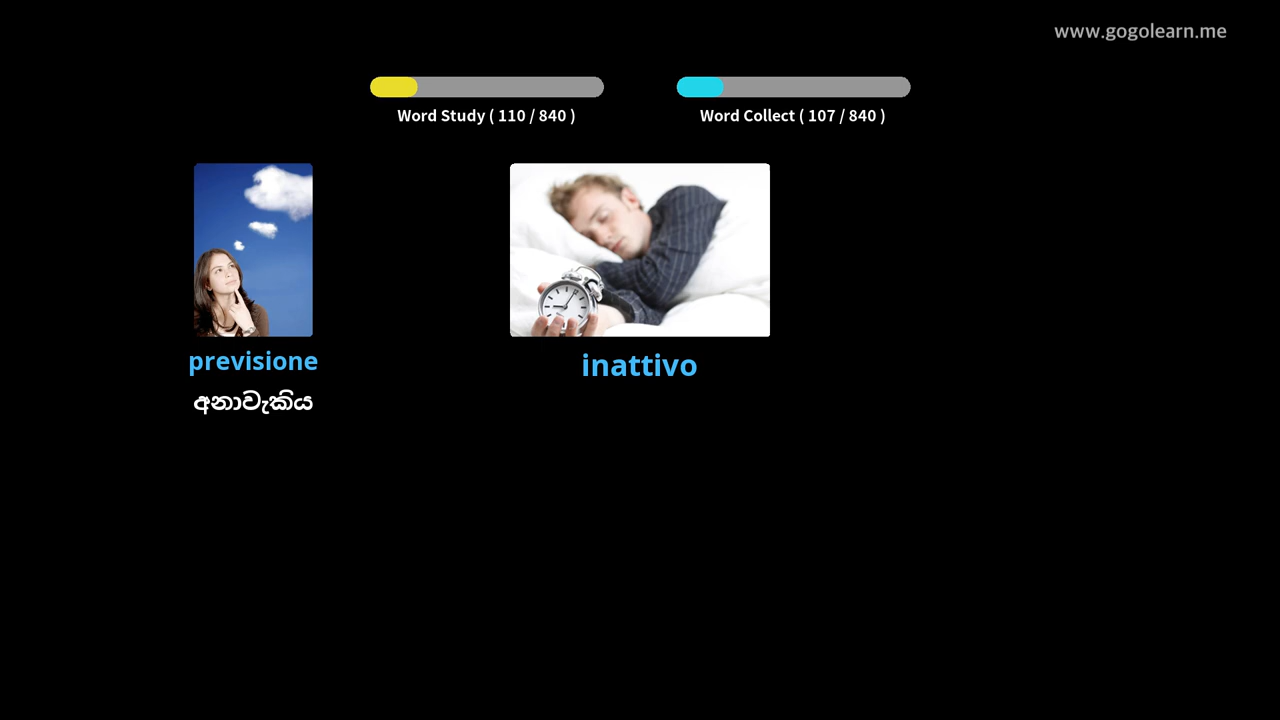 www.gogolearn.me
Word Study ( 110 / 840 )
Word Collect ( 107 / 840 )
previsione
අනාවැකිය
inattivo